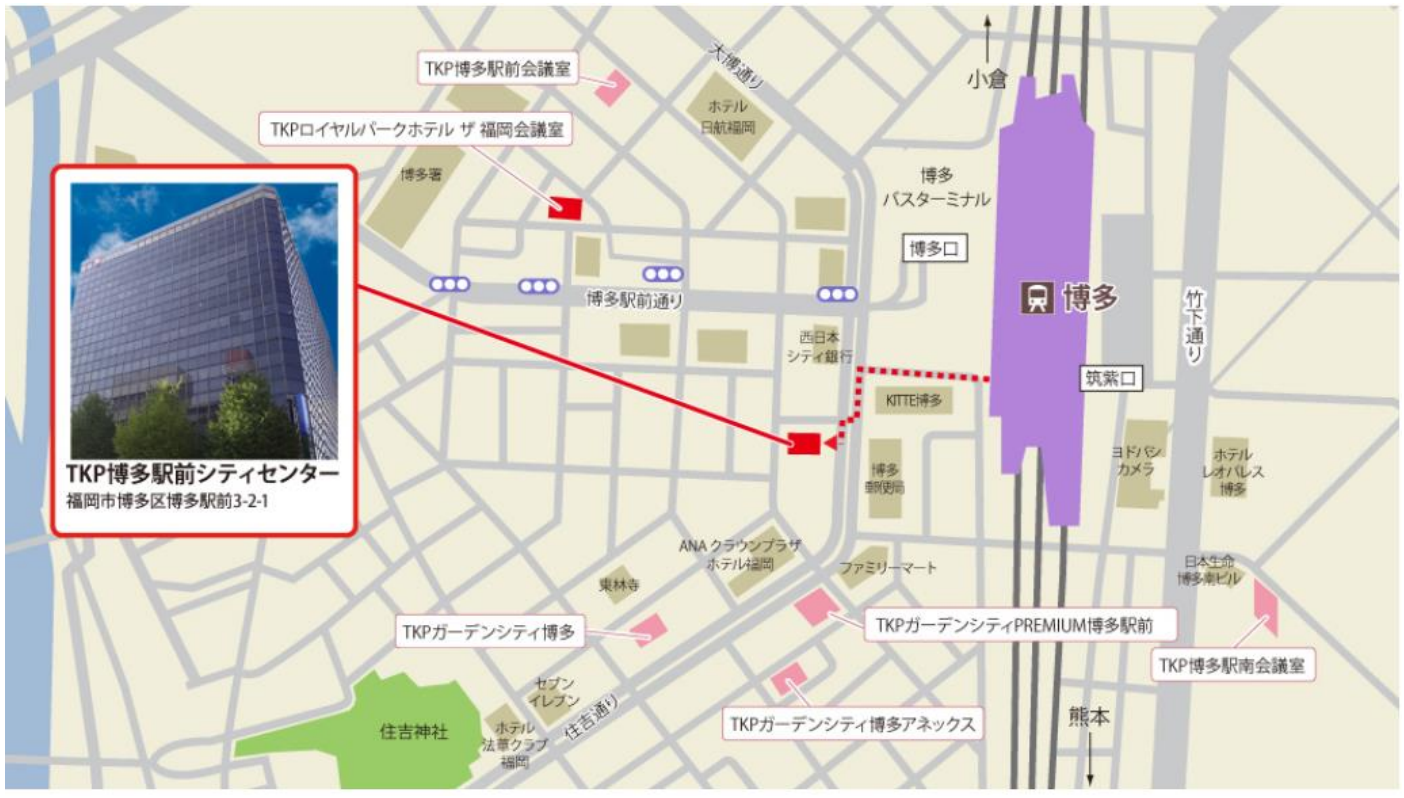 TKP博多駅前会議室
大博通り
小倉
ホテル
日航福岡
TKPロイヤルパークホテル ザ 福岡会議室
博多署
博多
バスターミナル
博多口
博多駅前通り
博多
竹下通り
西日本
シティ銀行
筑紫口
KITTE博多
TKP博多駅前シティセンター
福岡市博多区博多駅前3-2-1
博多
郵便局
ヨドバシ
カメラ
ホテル
レオパレス
博多
ANAクラウンプラザ
ホテル福岡
ファミリーマート
東林寺
日本生命
博多南ビル
TKPガーデンシティ博多
TKPガーデンシティPREMIUM博多駅前
TKP博多駅南会議室
セブン
イレブン
住吉通り
TKPガーデンシティ博多アネックス
住吉神社
ホテル
法華クラブ
福岡
熊本